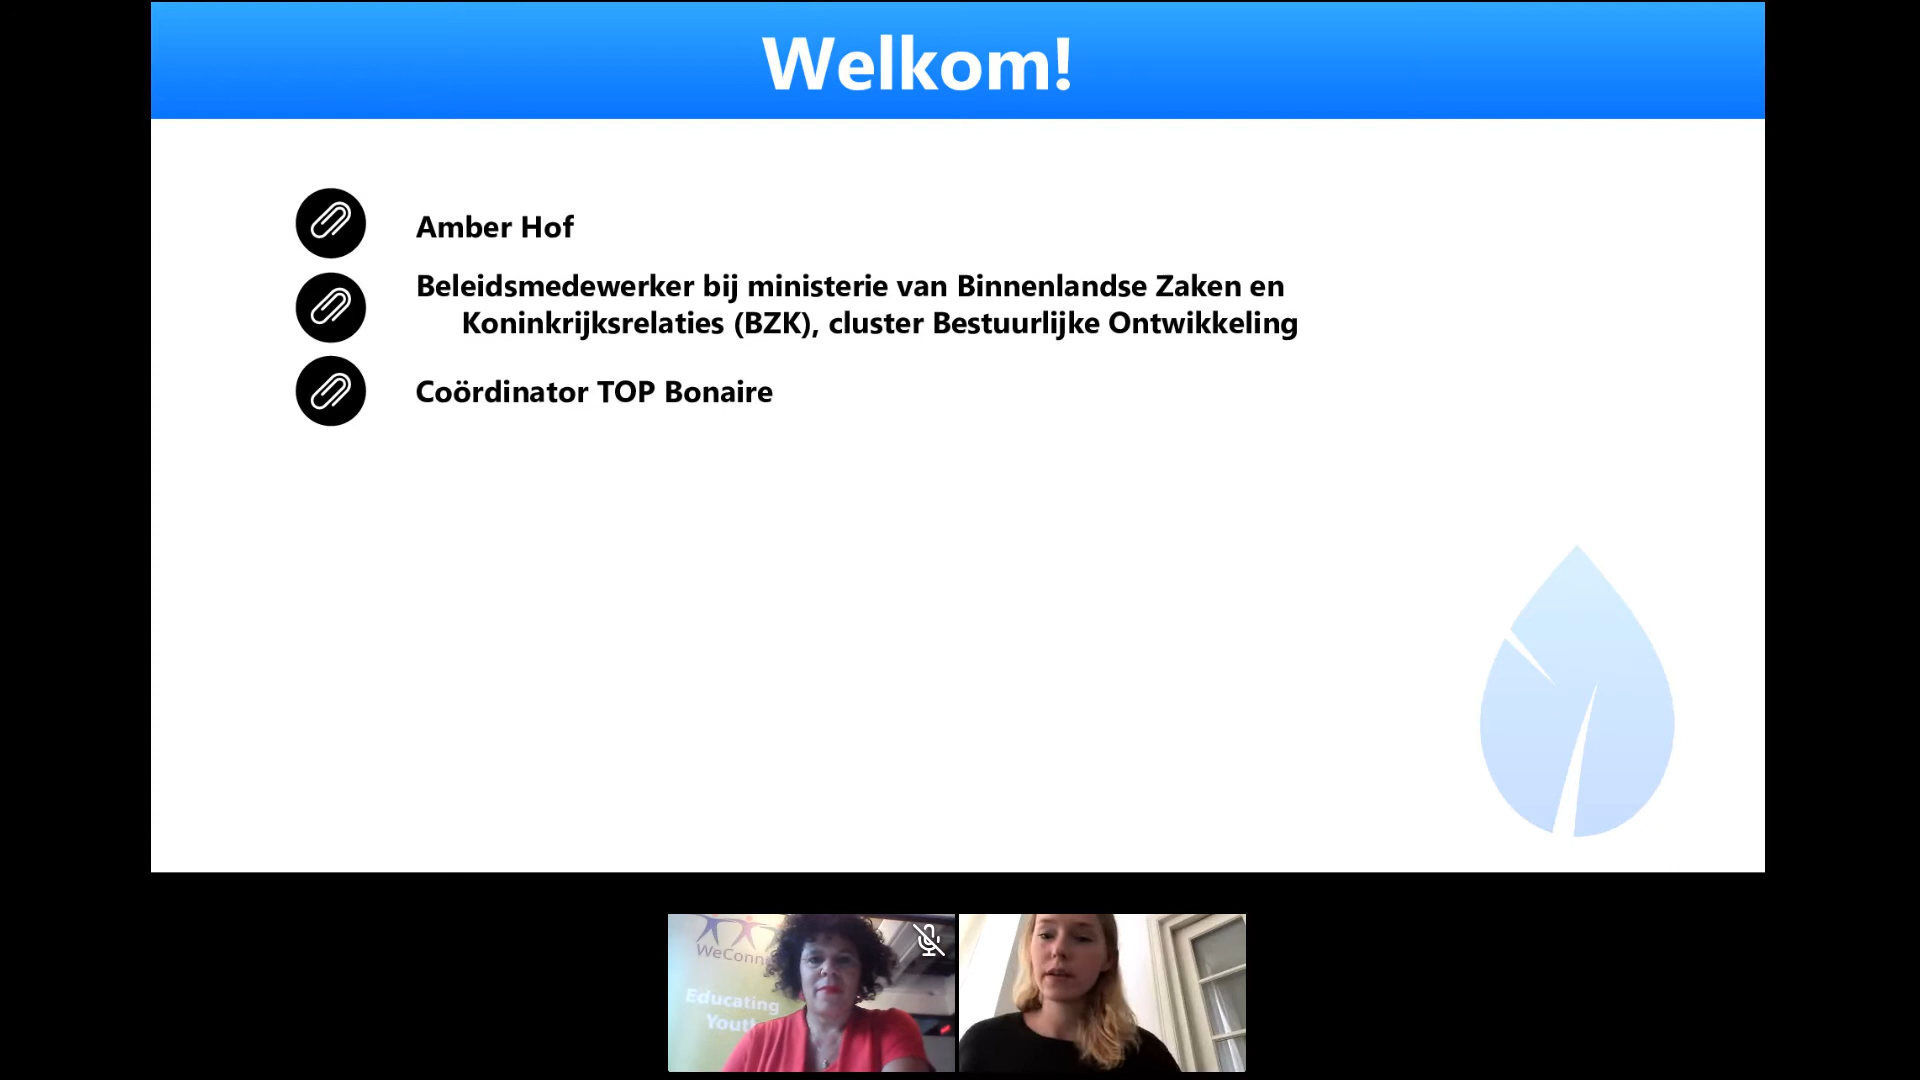 Welkom!
Amber Hof
Beleidsmedewerker bij ministerie van Binnenlandse Zaken en
Koninkrijksrelaties (BZK), cluster Bestuurlijke Ontwikkeling
Coördinator TOP Bonaire
WeConn
Educating
Youth